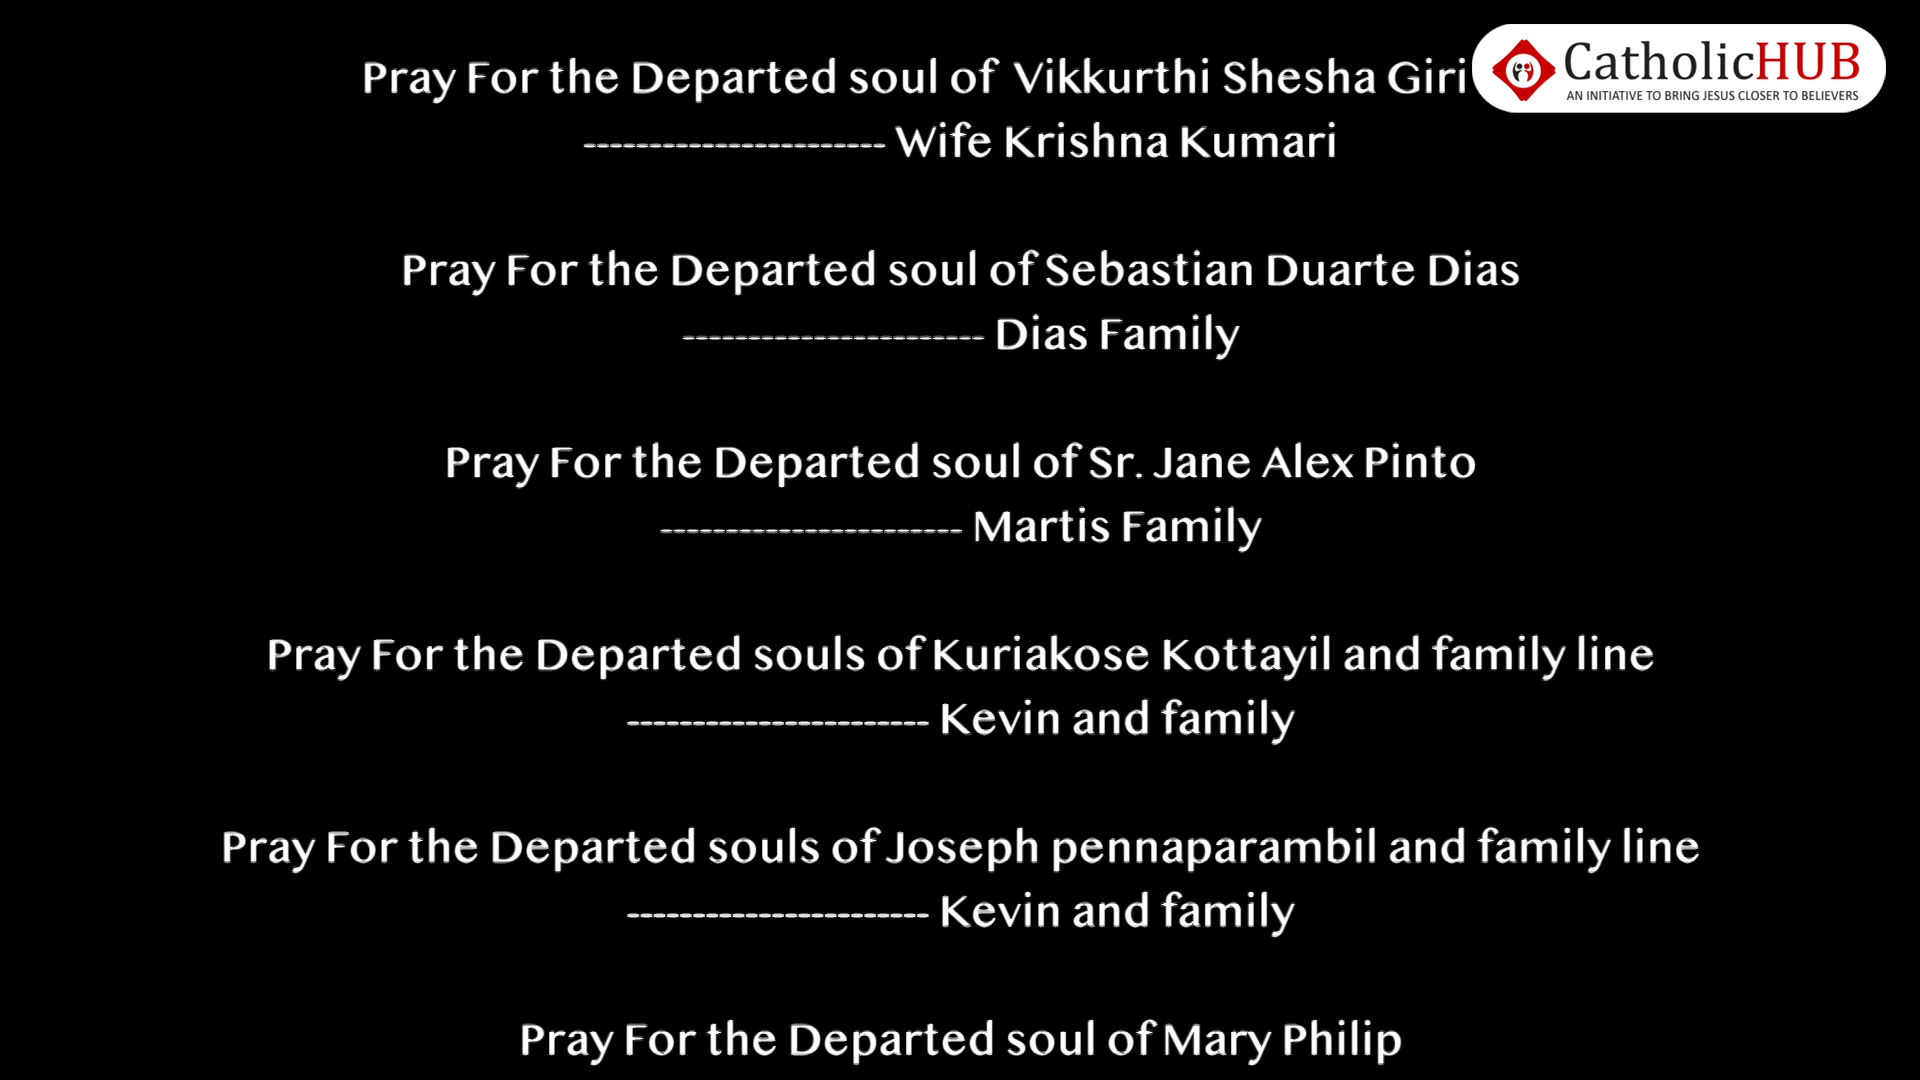 Pray For the Departed soul of Vikkurthi Shesha Giri
CatholicHUB
AN INITIATIVE TO BRING JESUS CLOSER TO BELIEVERS
----------------------- Wife Krishna Kumari
Pray For the Departed soul of Sebastian Duarte Dias
----------------------- Dias Family
Pray For the Departed soul of Sr. Jane Alex Pinto
----------------------- Martis Family
Pray For the Departed souls of Kuriakose Kottayil and family line
----------------------- Kevin and family
Pray For the Departed souls of Joseph pennaparambil and family line
----------------------- Kevin and family
Pray For the Departed soul of Mary Philip